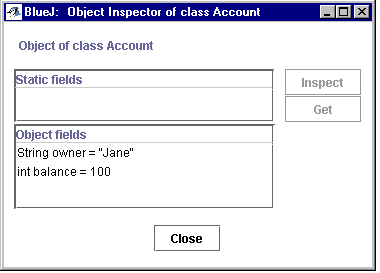 BlueJ: Object Inspector of class Account
Object of class Account
Static fields
Inspect
Get
Object fields
String owner = "Jane"
int balance = 100
Close